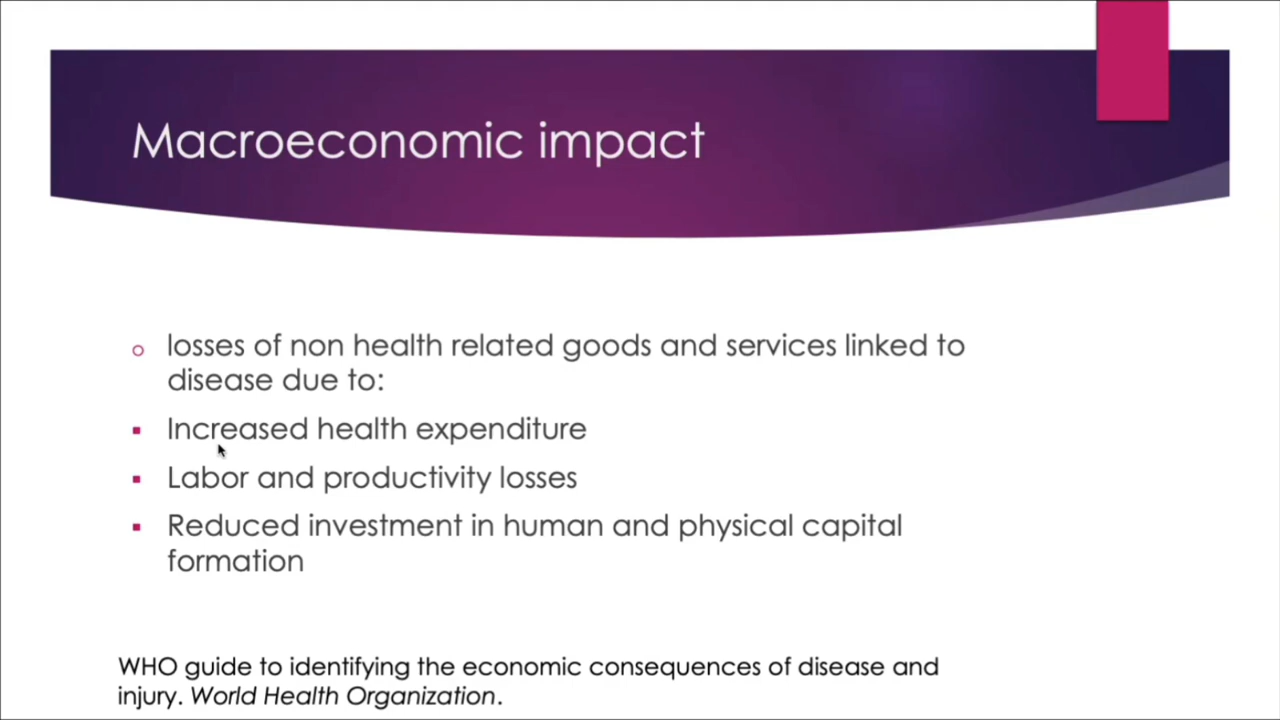 Macroeconomic impact
losses of non health related goods and services linked to
disease due to:
Increased health expenditure
Labor and productivity losses
Reduced investment in human and physical capital
formation
WHO guide to identifying the economic consequences of disease and
injury. World Health Organization.